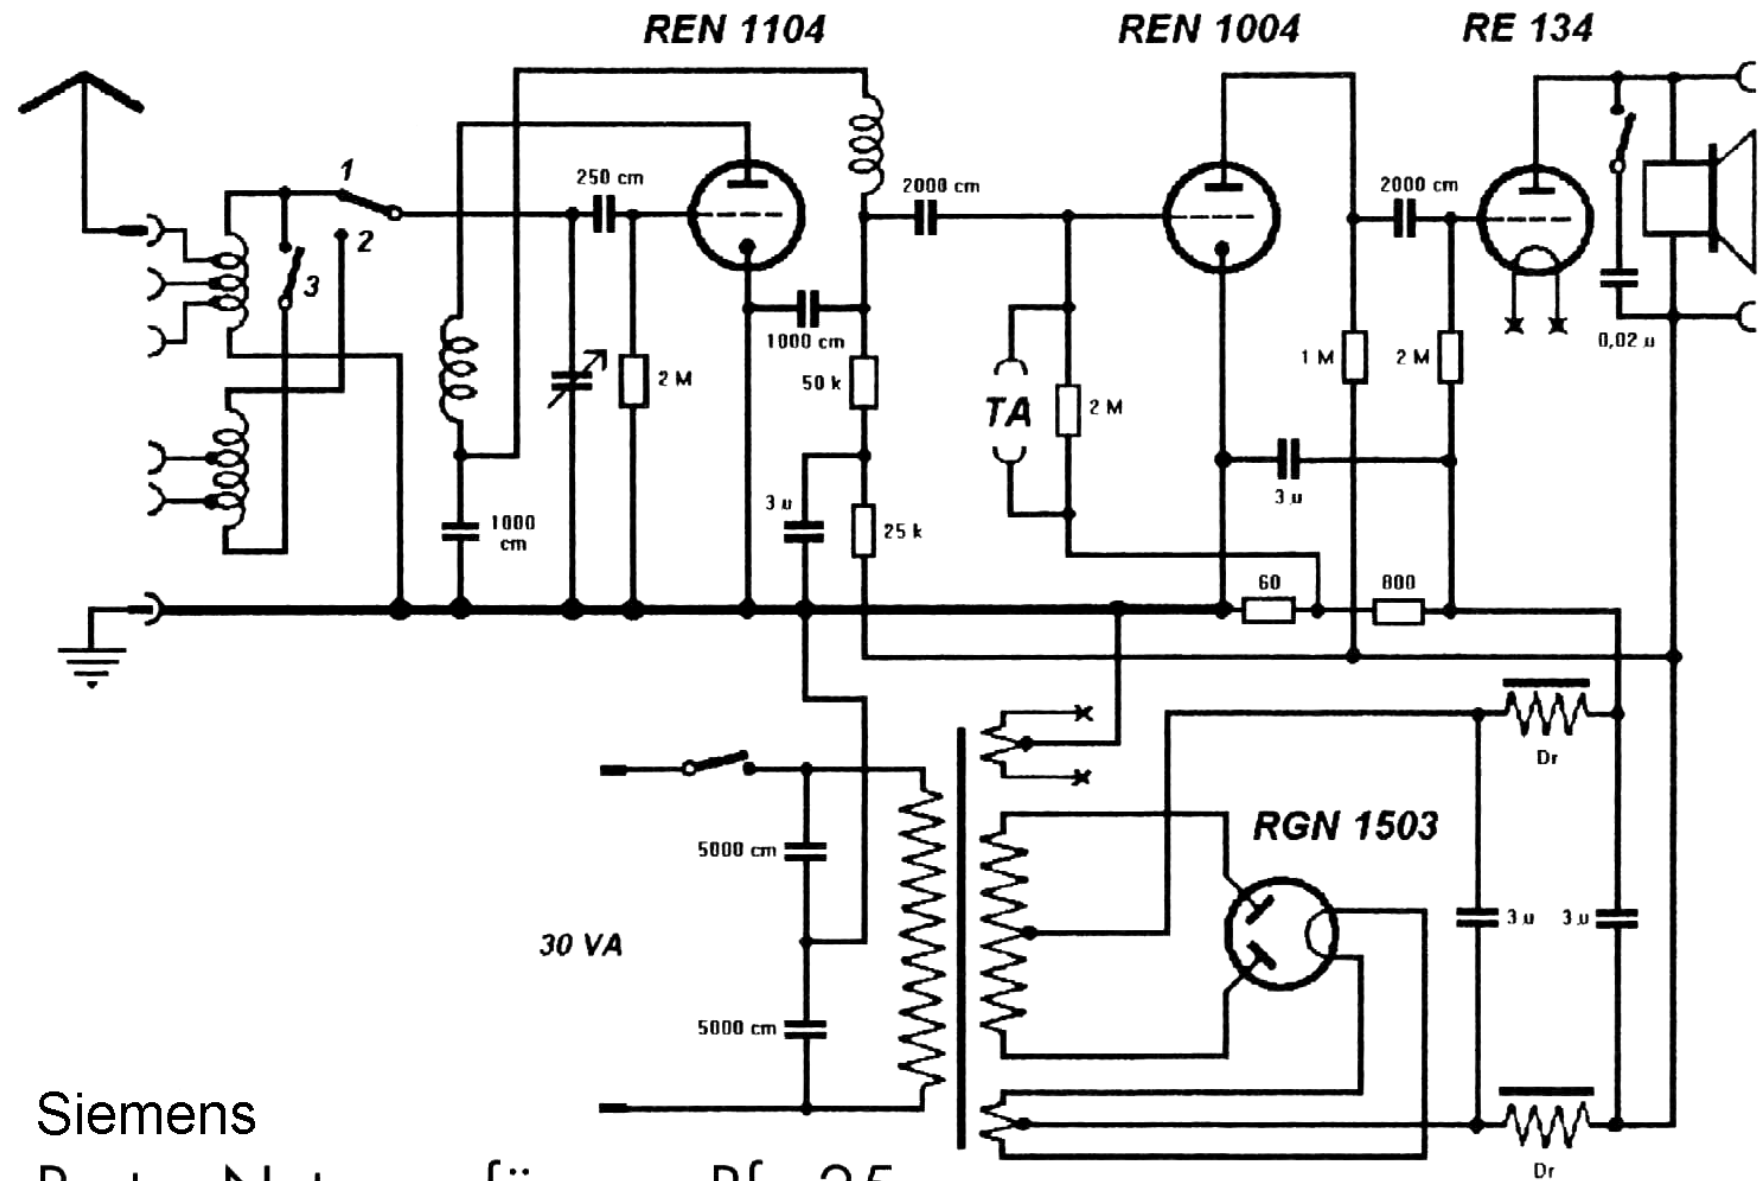 REN 1104
REN 1004
RE 134
1
2
3
250 cm
2000 cm
2000 cm
2 M
1000 cm
50 k
TA
2 M
1 M
2 M
0,02 u
3 u
25 k
1000
cm
3 u
60
800
Dr
RGN 1503
5000 cm
30 VA
3 u
3 u
5000 cm
Dr
Siemens